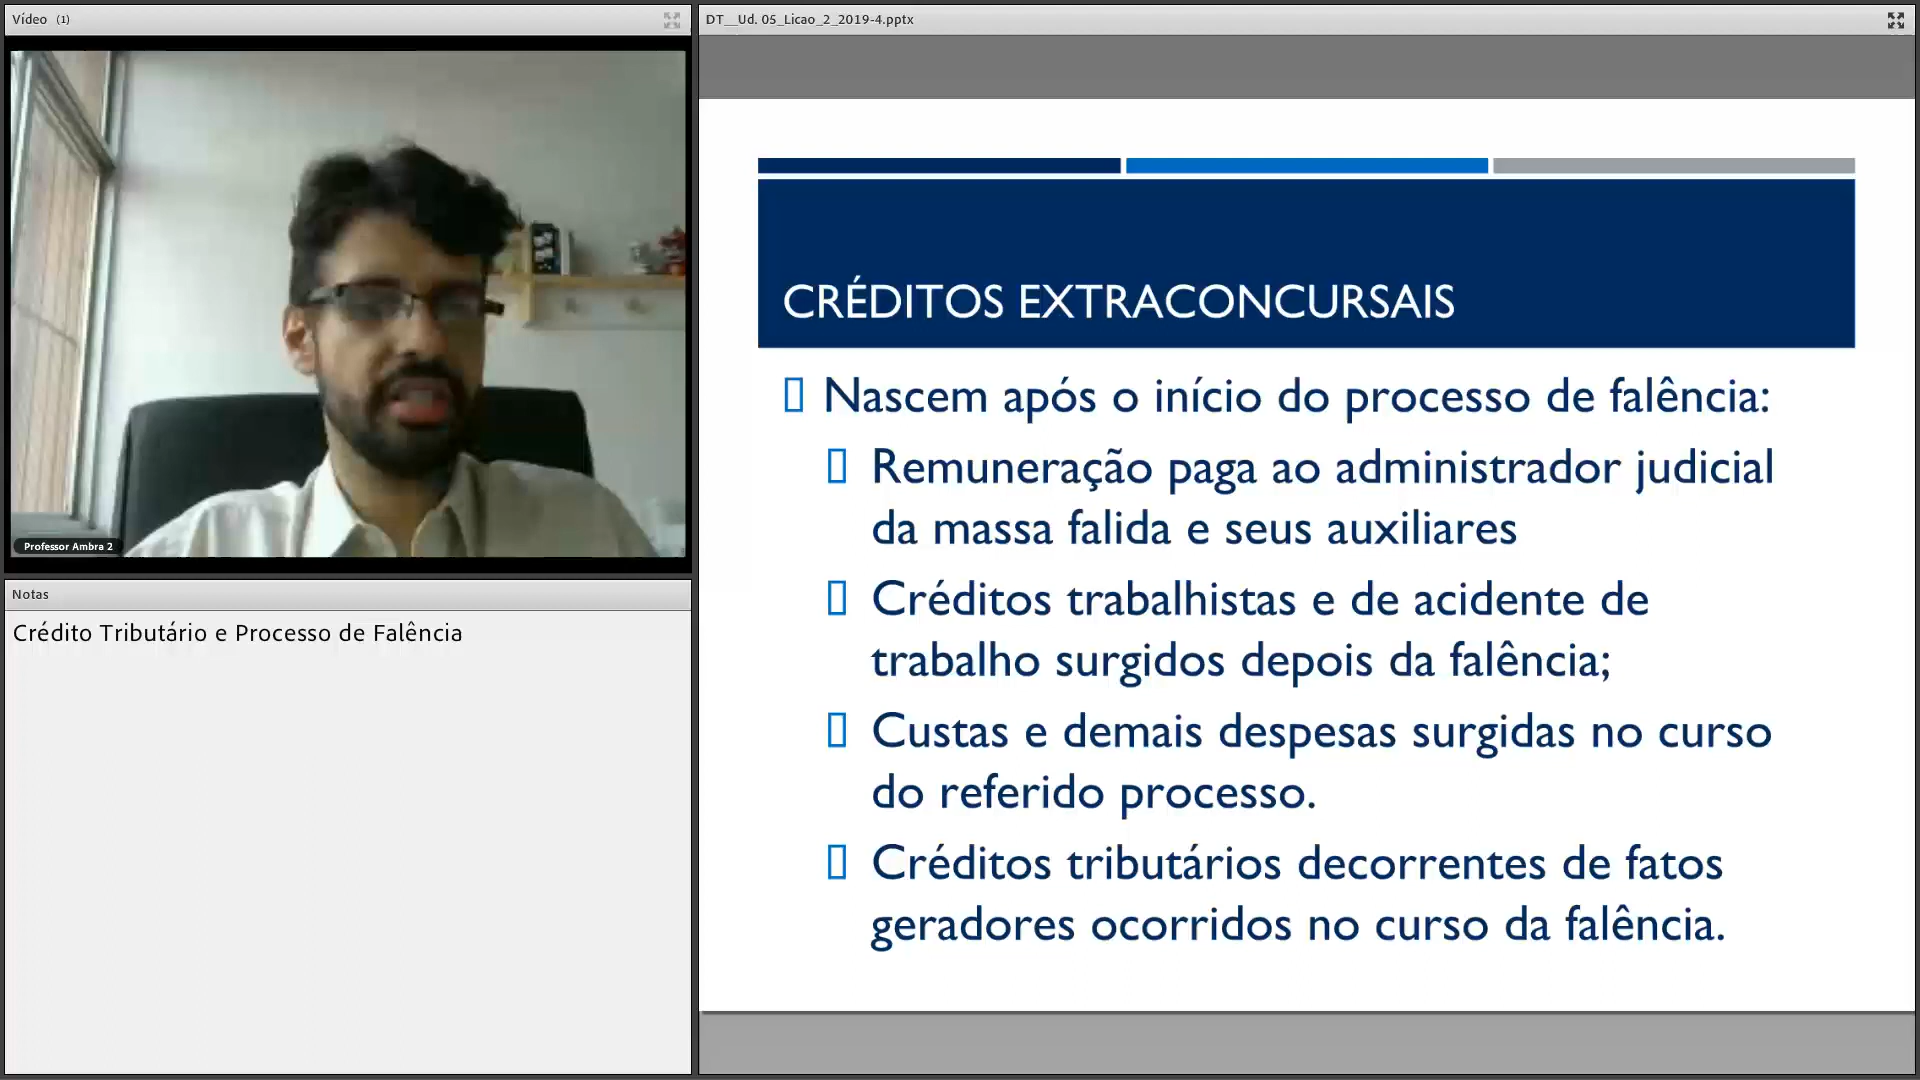 Vídeo (1)
DT__Ud. 05_Licao_2_2019-4.pptx
Professor Ambra 2
Notas
Crédito Tributário e Processo de Falência
CRÉDITOS EXTRACONCURSAIS
Nascem após o início do processo de falência:
Remuneração paga ao administrador judicial
da massa falida e seus auxiliares
Créditos trabalhistas e de acidente de
trabalho surgidos depois da falência;
Custas e demais despesas surgidas no curso
do referido processo.
Créditos tributários decorrentes de fatos
geradores ocorridos no curso da falência.